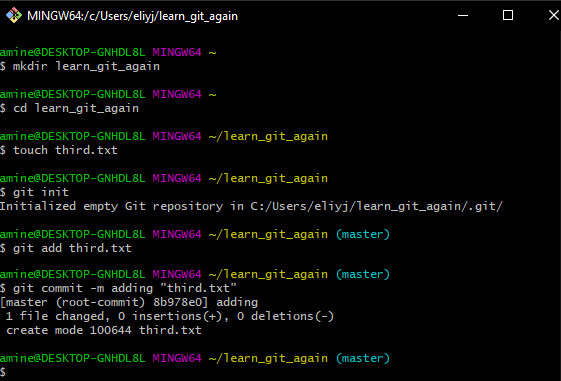 MINGW64:/c/Users/eliyj/learn_git_again
amine@DESKTOP-GNHDL8L MINGW64 ~
$ mkdir learn_git_again
amine@DESKTOP-GNHDL8L MINGW64 ~
$ cd learn_git_again
amine@DESKTOP-GNHDL8L MINGW64 ~/learn_git_again
$ touch third.txt
amine@DESKTOP-GNHDL8L MINGW64 ~/learn_git_again
$ git init
Initialized empty Git repository in C:/Users/eliyj/learn_git_again/.git/
amine@DESKTOP-GNHDL8L MINGW64 ~/learn_git_again (master)
$ git add third.txt
amine@DESKTOP-GNHDL8L MINGW64 ~/learn_git_again (master)
$ git commit -m adding "third.txt"
[master (root-commit) 8b978e0] adding
 1 file changed, 0 insertions(+), 0 deletions(-)
 create mode 100644 third.txt
amine@DESKTOP-GNHDL8L MINGW64 ~/learn_git_again (master)
$